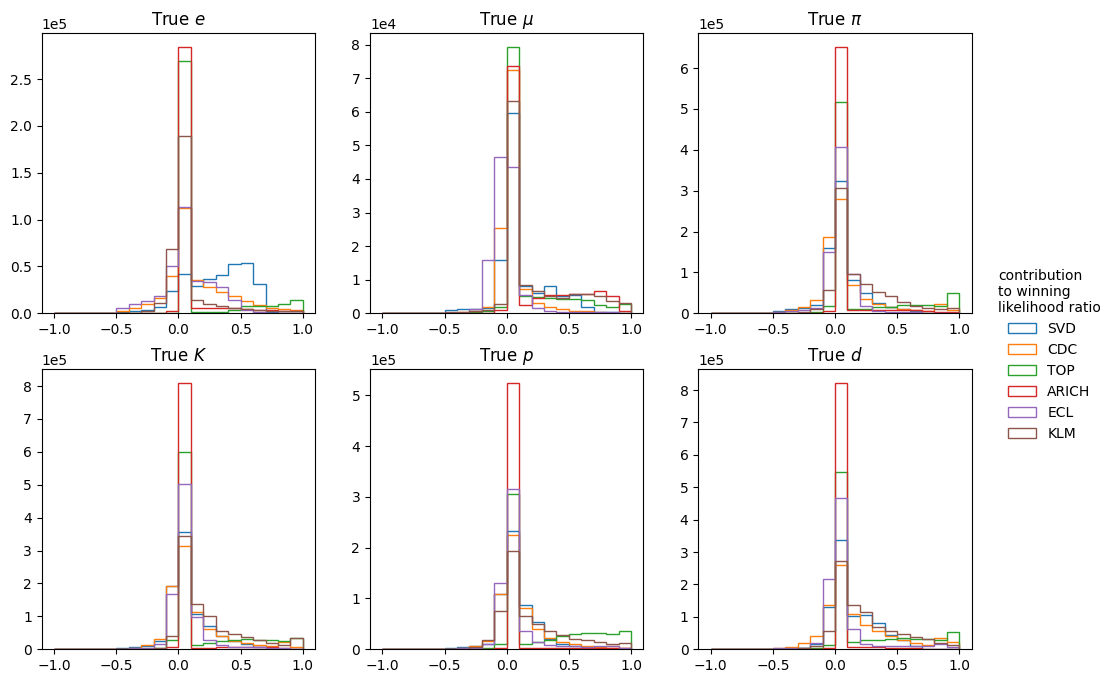 True e
1e5
2.5
2.0
1.5
1.0
0.5
0.0
−1.0 −0.5 0.0 0.5 1.0
True μ
1e4
8
7
6
5
4
3
2
1
0
−1.0 −0.5 0.0 0.5 1.0
True π
1e5
6
5
4
3
2
1
0
−1.0 −0.5 0.0 0.5 1.0
True K
1e5
8
7
6
5
4
3
2
1
0
−1.0 −0.5 0.0 0.5 1.0
True p
1e5
5
4
3
2
1
0
−1.0 −0.5 0.0 0.5 1.0
True d
1e5
8
7
6
5
4
3
2
1
0
−1.0 −0.5 0.0 0.5 1.0
contribution
to winning
likelihood ratio
SVD
CDC
TOP
ARICH
ECL
KLM